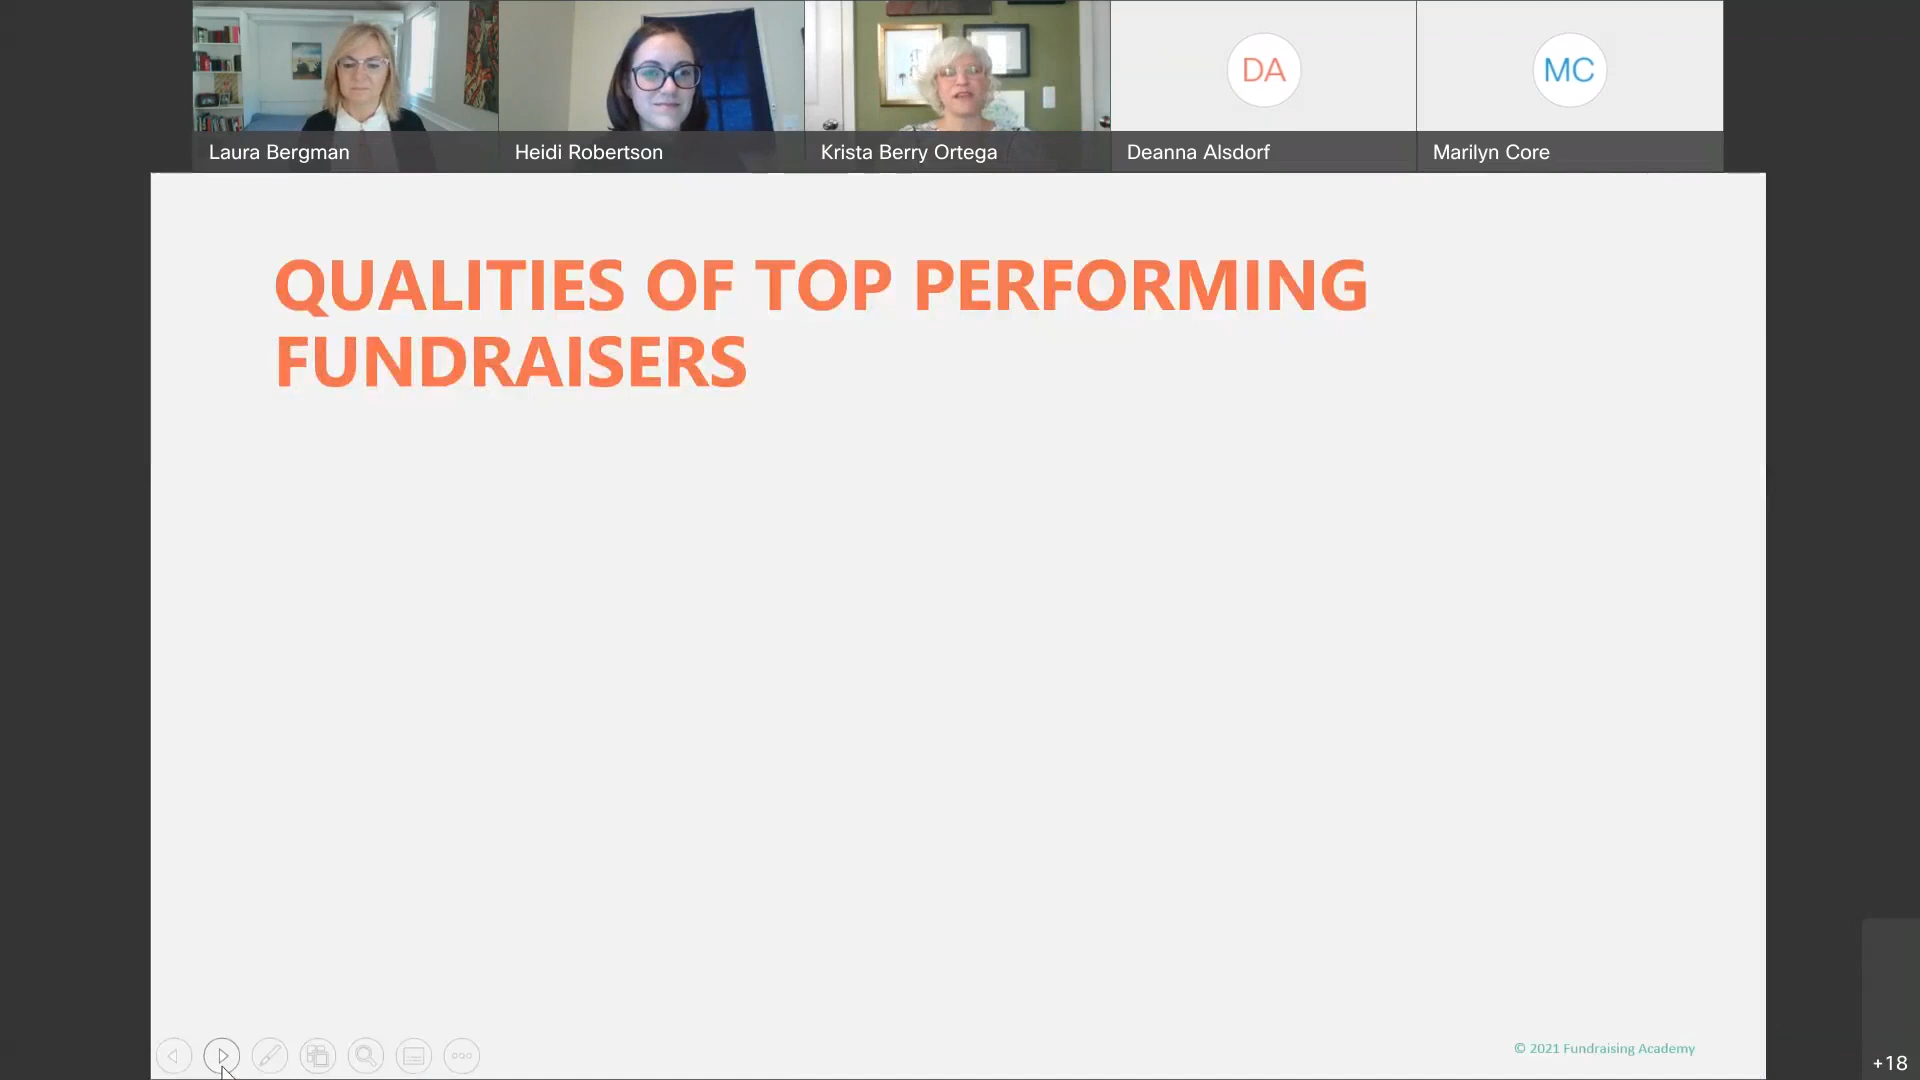 DA
MC
Laura Bergman
Heidi Robertson
Krista Berry Ortega
Deanna Alsdorf
Marilyn Core
QUALITIES OF TOP PERFORMING
FUNDRAISERS
© 2021 Fundraising Academy
+18